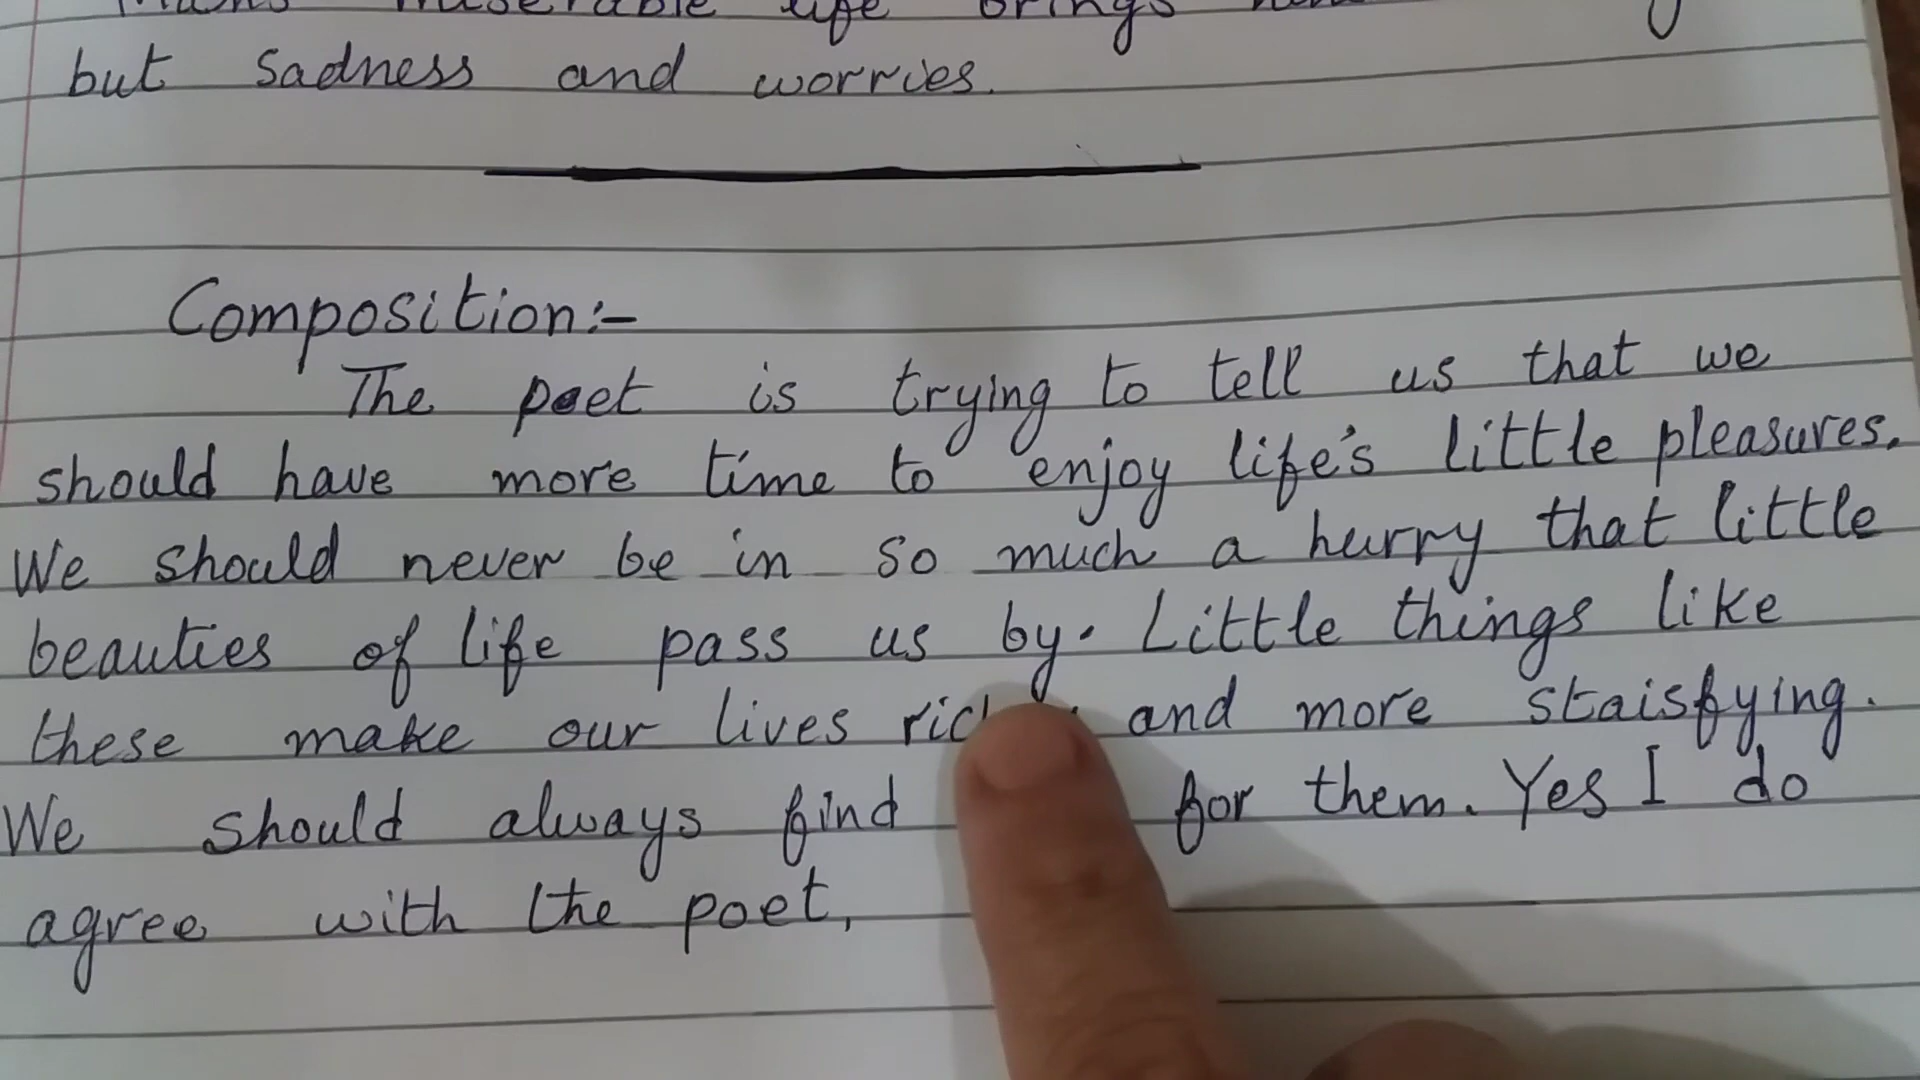 miserable life brings
but sadness and worries.
Composition:-
The poet is trying to tell us that we
should have more time to enjoy life's little pleasures.
We should never be in so much a hurry that little
beauties of life pass us by. Little things like
these make our lives and more staisfying.
We should always find for them. Yes I do
agree with the poet,